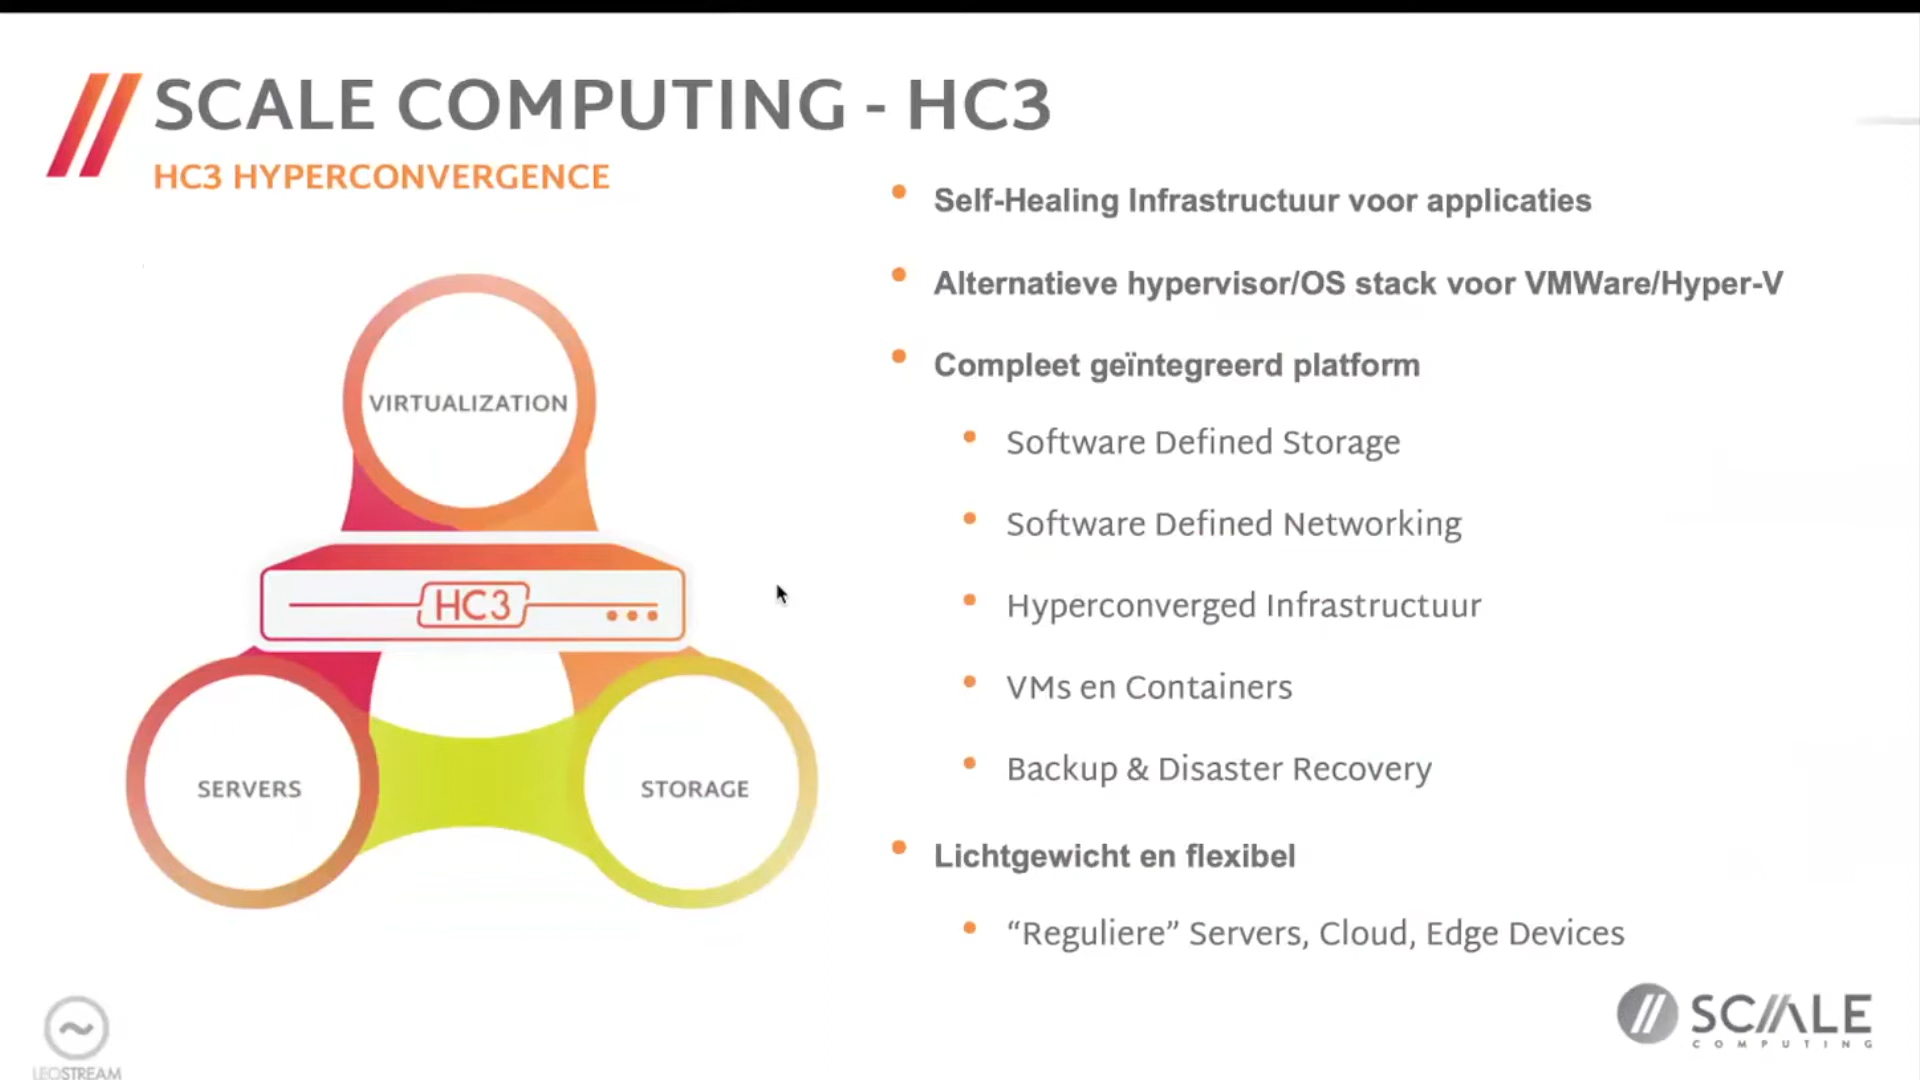 SCALE COMPUTING - HC3
HC3 HYPERCONVERGENCE
VIRTUALIZATION
HC3
SERVERS
STORAGE
Self-Healing Infrastructuur voor applicaties
Alternatieve hypervisor/OS stack voor VMWare/Hyper-V
Compleet geïntegreerd platform
Software Defined Storage
Software Defined Networking
Hyperconverged Infrastructuur
VMs en Containers
Backup & Disaster Recovery
Lichtgewicht en flexibel
“Reguliere” Servers, Cloud, Edge Devices
LEOSTREAM
SCALE
COMPUTING